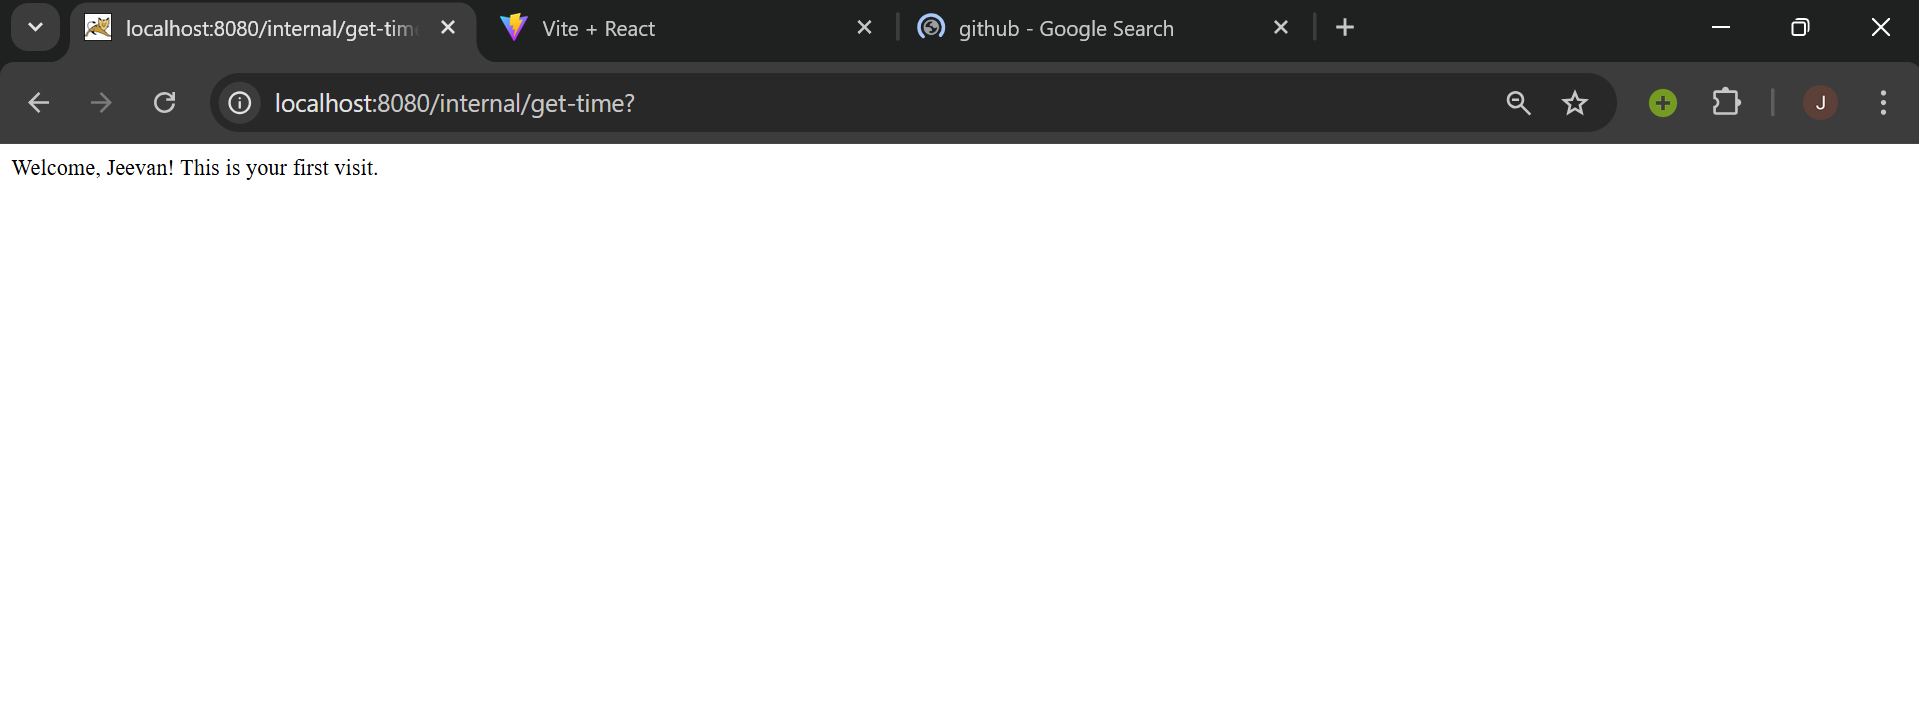 localhost:8080/internal/get-tim
Vite + React
github - Google Search
localhost:8080/internal/get-time?
J
Welcome, Jeevan! This is your first visit.